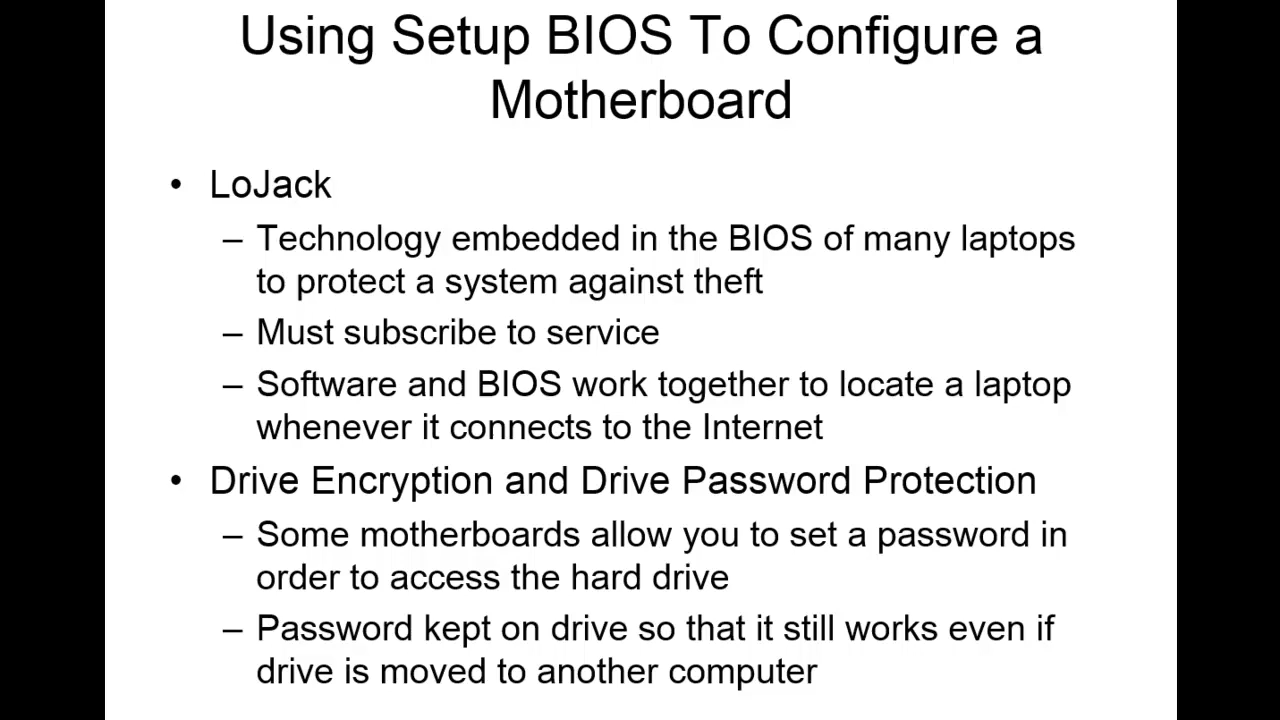 Using Setup BIOS To Configure a
Motherboard
• LoJack
– Technology embedded in the BIOS of many laptops
to protect a system against theft
– Must subscribe to service
– Software and BIOS work together to locate a laptop
whenever it connects to the Internet
• Drive Encryption and Drive Password Protection
– Some motherboards allow you to set a password in
order to access the hard drive
– Password kept on drive so that it still works even if
drive is moved to another computer